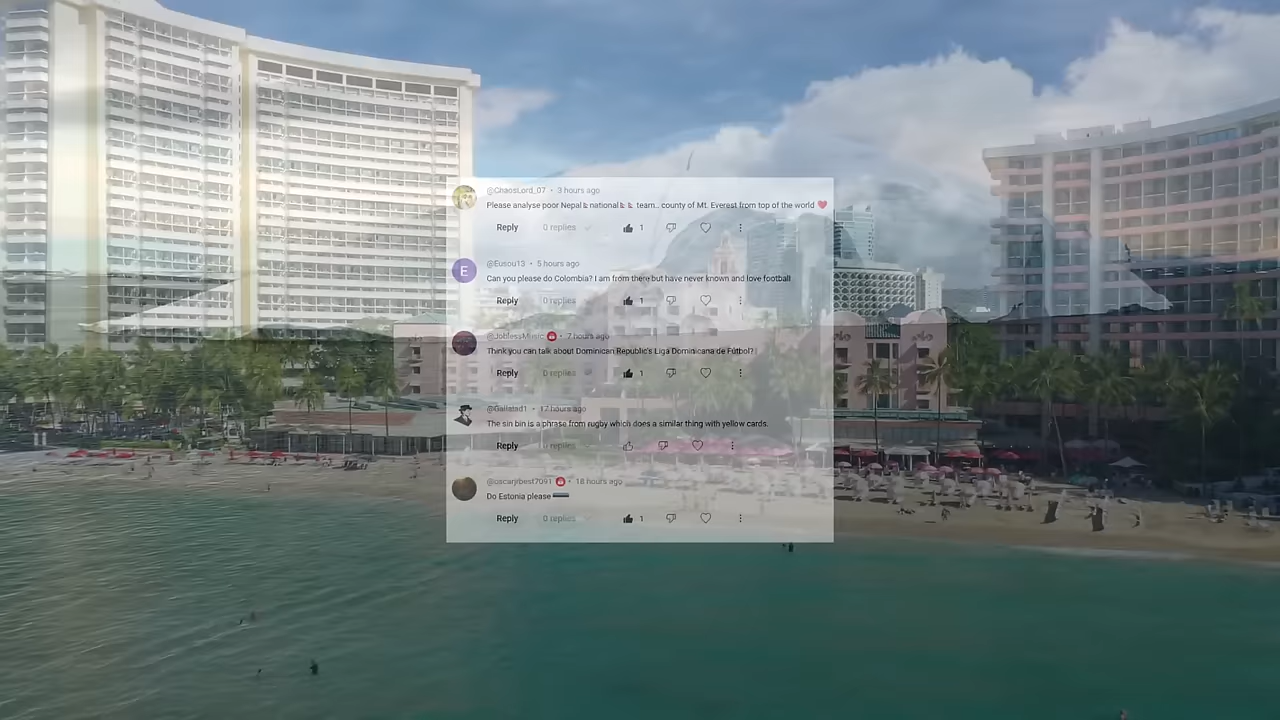 @ChaosLord_07 • 3 hours ago
Please analyse poor Nepal🇳🇵national🇳🇵🇳🇵 team.. county of Mt. Everest from top of the world ❤️
Reply 0 replies 1
E @Eusou13 • 5 hours ago
Can you please do Colombia? I am from there but have never known and love football
Reply 0 replies 1
@JoblessMusic • 7 hours ago
Think you can talk about Dominican Republic's Liga Dominicana de Fútbol?
Reply 0 replies 1
• 17 hours ago
The sin bin is a phrase from rugby which does a similar thing with yellow cards.
Reply 0 replies
@oscarjrbest7091 • 18 hours ago
Do Estonia please 🇪🇪
Reply 0 replies 1